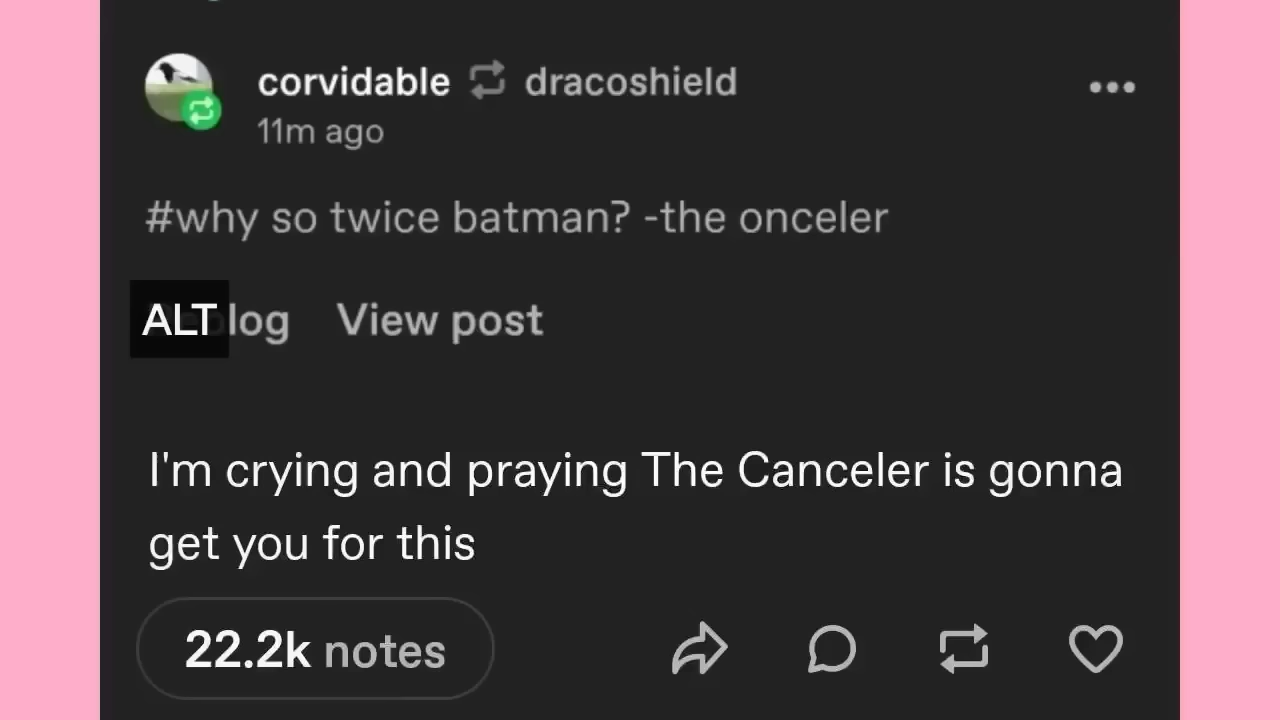 corvidable dracoshield
11m ago
#why so twice batman? -the onceler
ALT log View post
I'm crying and praying The Canceler is gonna
get you for this
22.2k notes